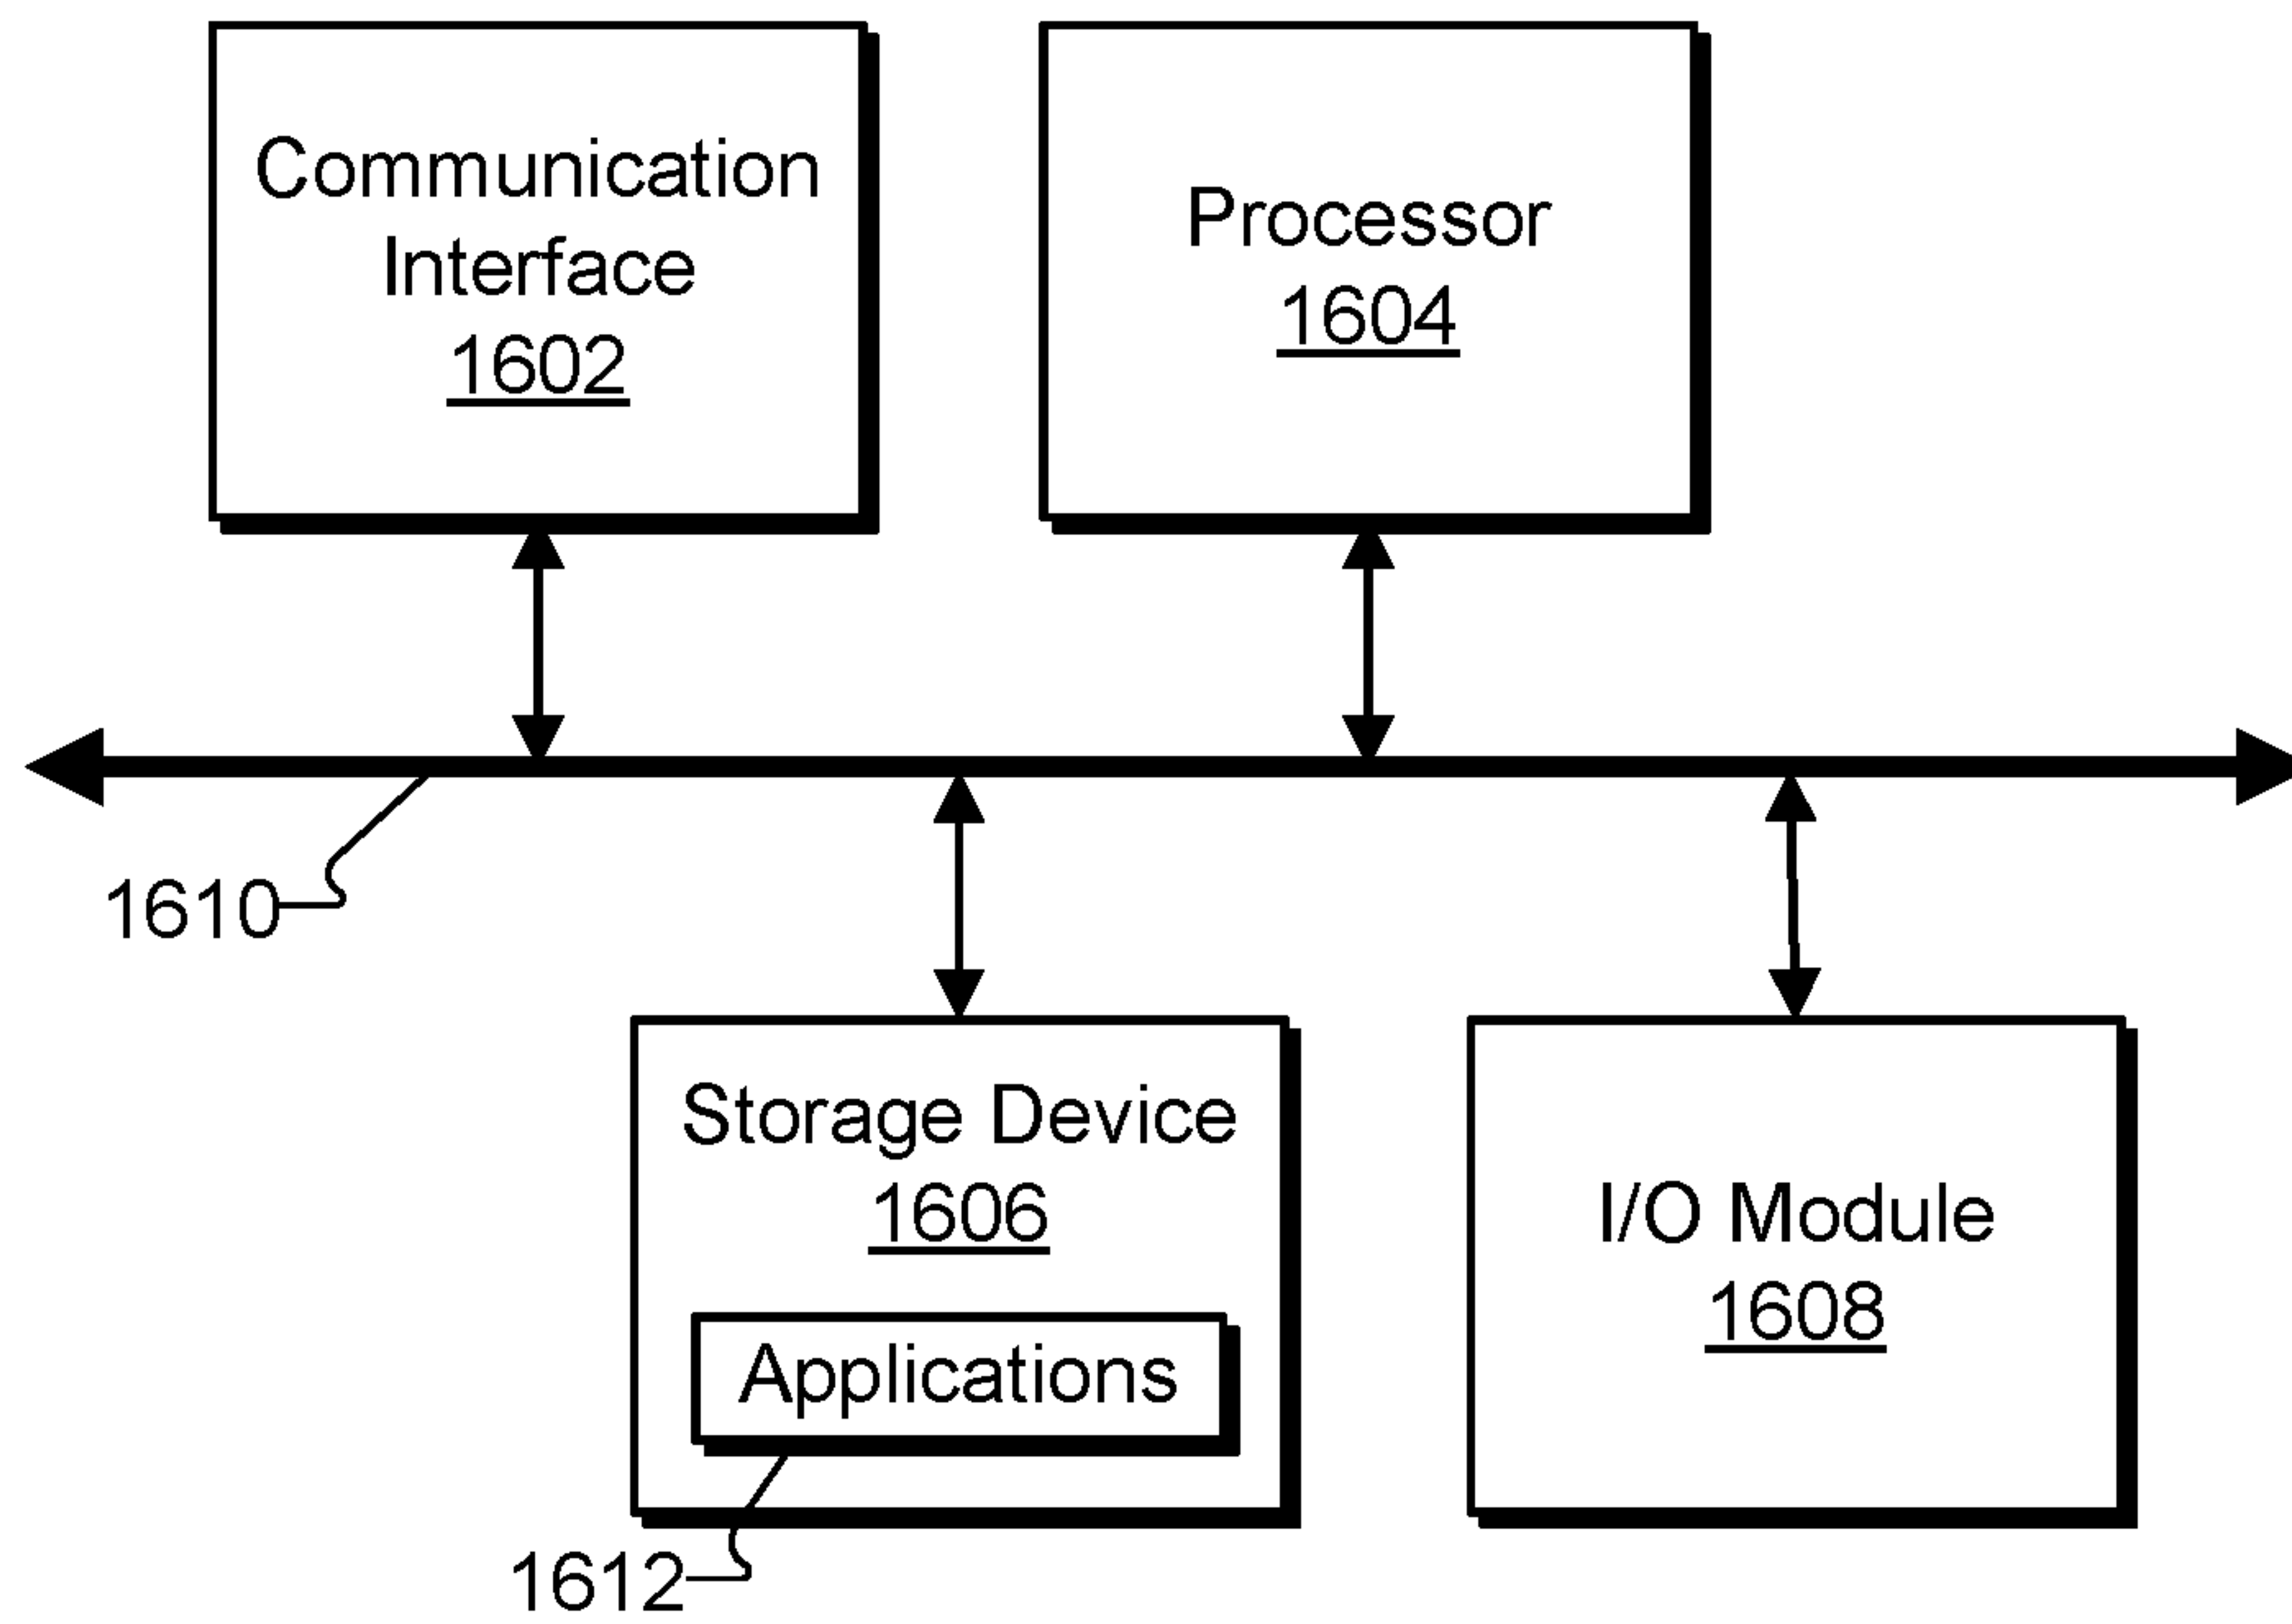 Communication
Interface
1602
Processor
1604
1610
Storage Device
1606
Applications
1612
I/O Module
1608